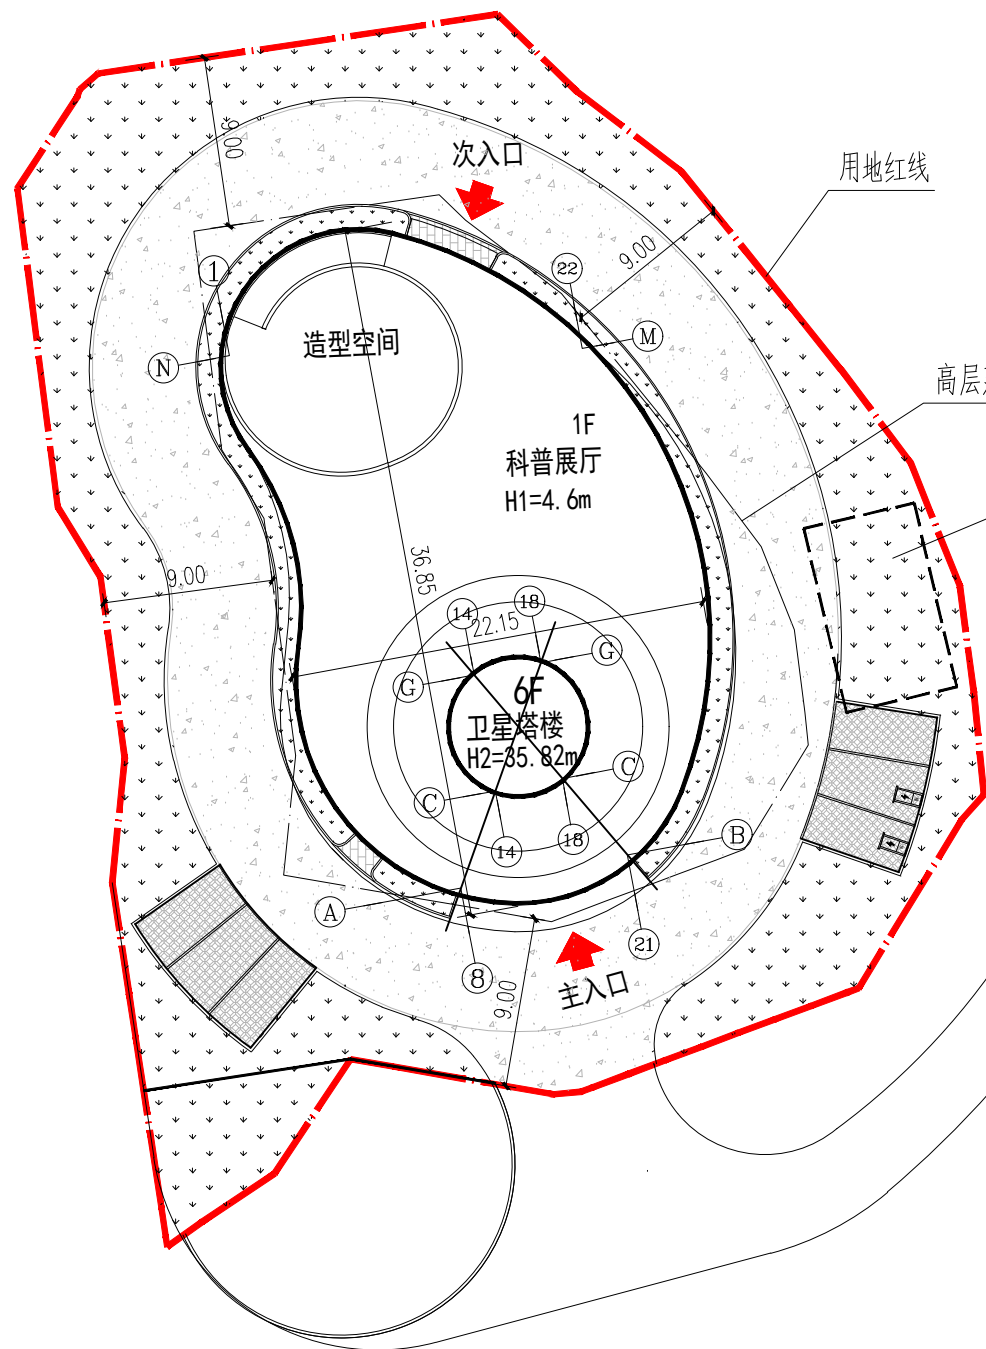 9.00
次入口
用地红线
9.00
1
22
M
N
造型空间
高层
1F
科普展厅
H1=4.6m
36.85
9.00
14
18
22.15
G
G
6F
卫星塔楼
H2=35.82m
C
C
14
18
B
A
21
8
9.00
主入口